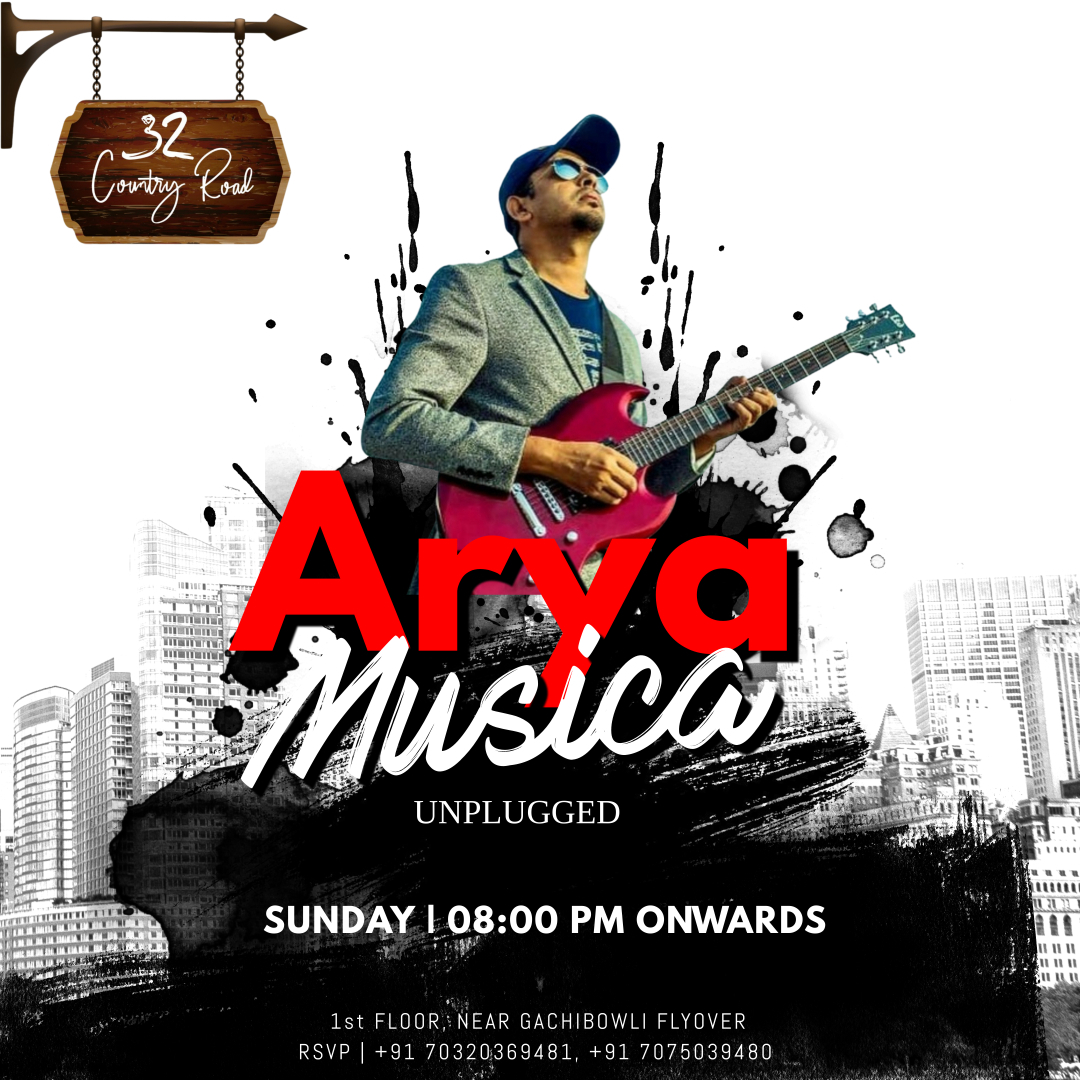 32
Country Road
Arya
Musica
UNPLUGGED
SUNDAY | 08:00 PM ONWARDS
1st FLOOR, NEAR GACHIBOWLI FLYOVER
RSVP | +91 70320369481, +91 7075039480